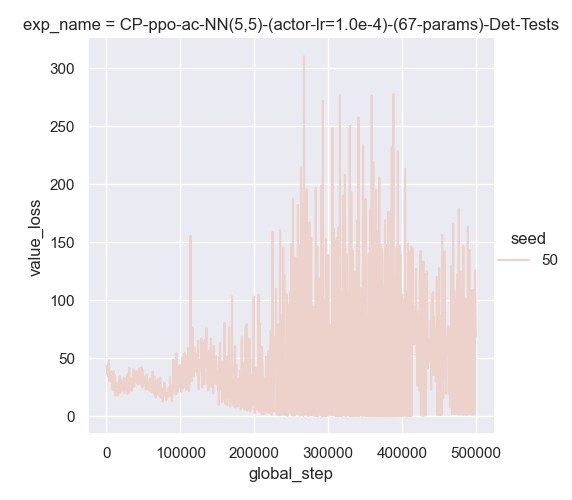 exp_name = CP-ppo-ac-NN(5,5)-(actor-lr=1.0e-4)-(67-params)-Det-Tests
300
250
200
150
100
50
0
value_loss
0 100000 200000 300000 400000 500000
global_step
seed
50